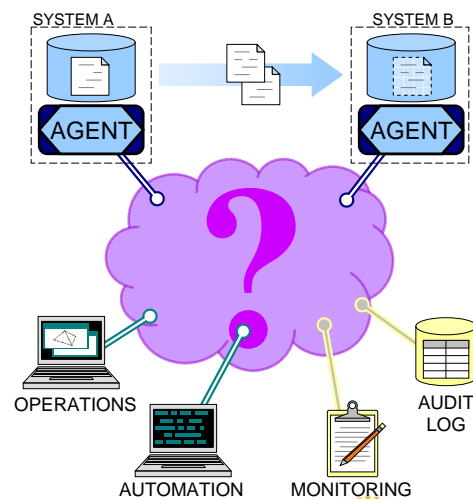 SYSTEM A
SYSTEM B
AGENT
AGENT
?
OPERATIONS
AUDIT
LOG
AUTOMATION
MONITORING